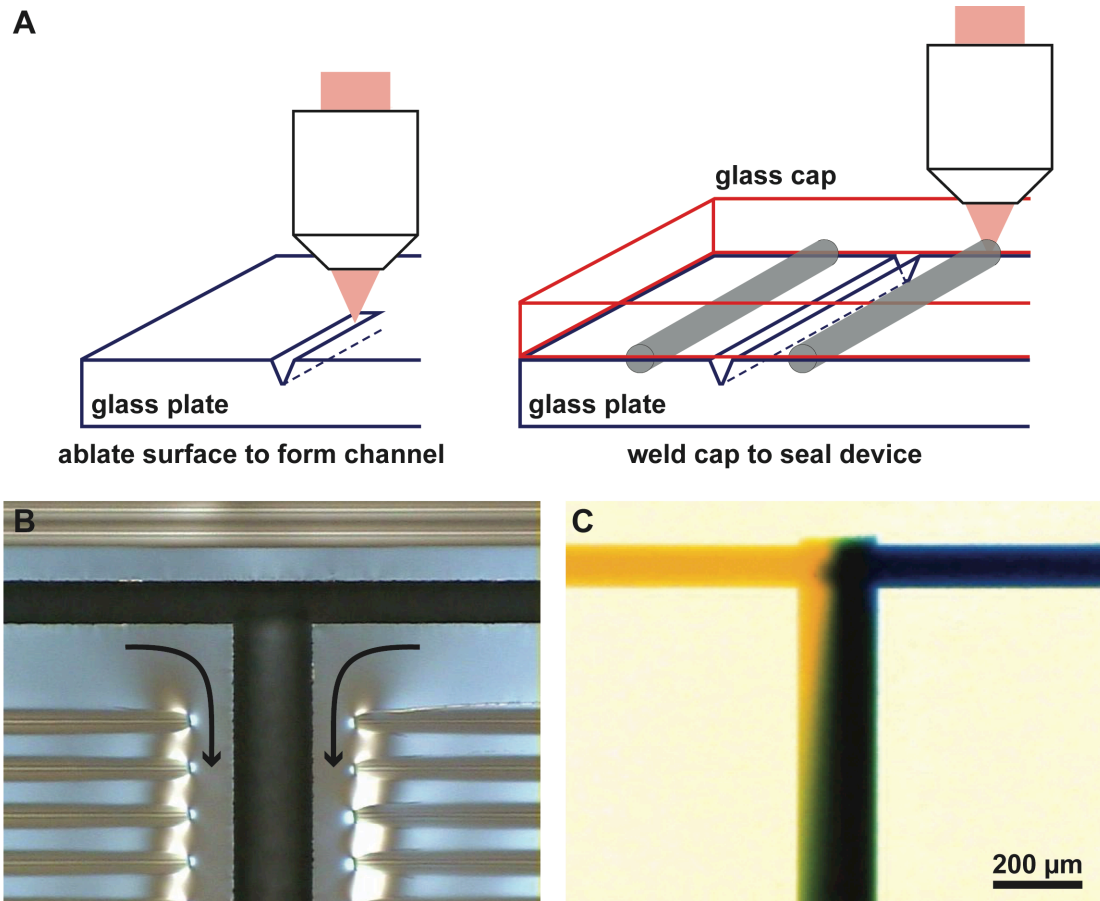 A
glass cap
glass plate
glass plate
ablate surface to form channel
weld cap to seal device
B
C
200 µm